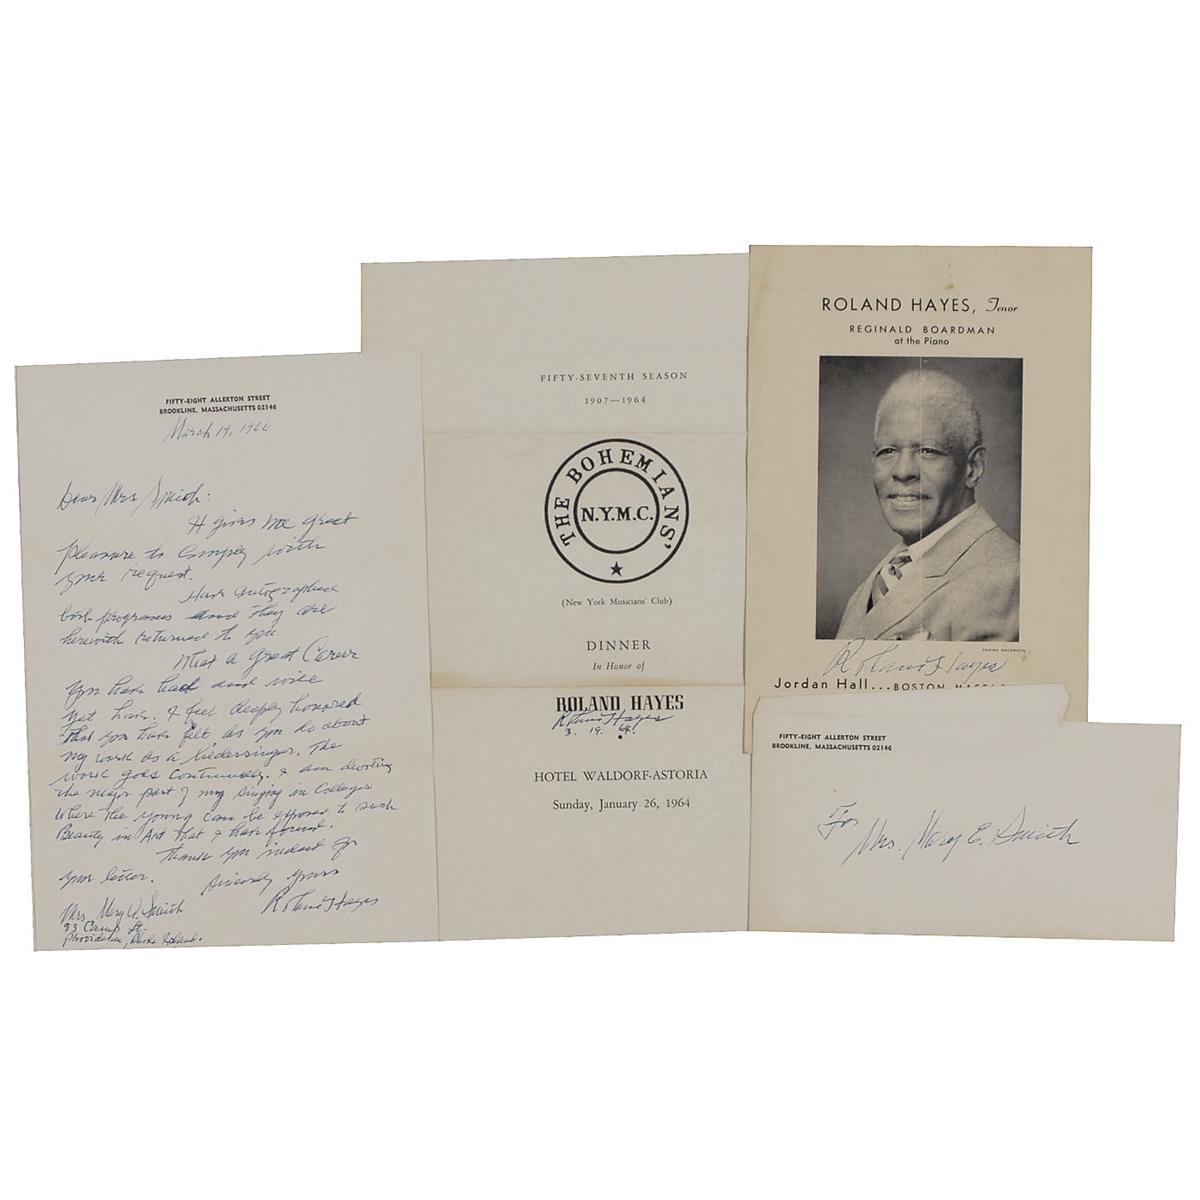 FIFTY-EIGHT ALLERTON STREET
BROOKLINE, MASSACHUSETTS 02146
March 19, 196
Dear Mrs Smith:
It gives me great
pleasure to comply with
your request.
Have autographed
both programs and they are
herewith returned to you.
What a great Career
you have had and will
yet have. I feel deeply honored
that you have felt as you do about
my work as a liedersinger. The
work goes continually. I am devoting
the major part of my singing in Colleges
where the young can be exposed to such
Beauty in Art that I have found.
Thank you indeed for
your letter.
Sincerely yours
Roland Hayes
Mrs Mary Smith
33 Camp St.
Providence, Rhode Island.
FIFTY-SEVENTH SEASON
1907—1964
THE BOHEMIANS'
N.Y.M.C.
(New York Musicians' Club)
DINNER
In Honor of
ROLAND HAYES
Roland Hayes
3. 19. 64.
HOTEL WALDORF-ASTORIA
Sunday, January 26, 1964
ROLAND HAYES, Tenor
REGINALD BOARDMAN
at the Piano
FABIAN BACHRACH
Roland Hayes
Jordan Hall...BOSTON
FIFTY-EIGHT ALLERTON STREET
BROOKLINE, MASSACHUSETTS 02146
For
Mrs. Mary E. Smith